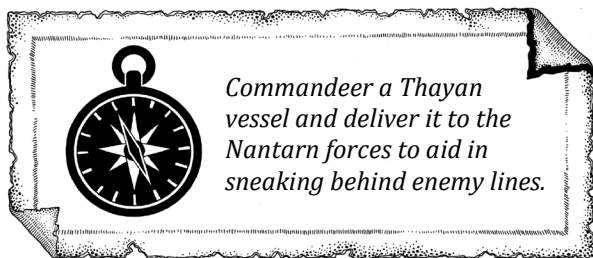 Commandeer a Thayan
vessel and deliver it to the
Nantarn forces to aid in
sneaking behind enemy lines.